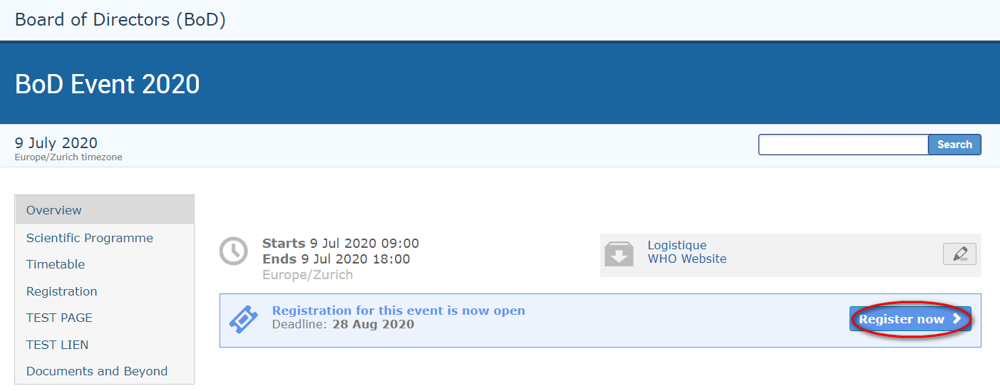 Board of Directors (BoD)
BoD Event 2020
9 July 2020
Europe/Zurich timezone
Search
Overview
Scientific Programme
Timetable
Registration
TEST PAGE
TEST LIEN
Documents and Beyond
Starts 9 Jul 2020 09:00
Ends 9 Jul 2020 18:00
Europe/Zurich
Logistique
WHO Website
Registration for this event is now open
Deadline: 28 Aug 2020
Register now